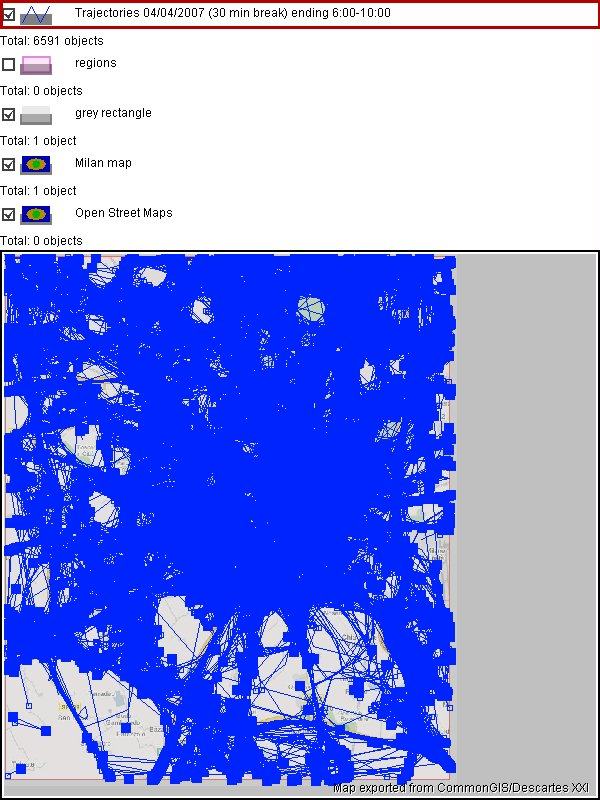 Trajectories 04/04/2007 (30 min break) ending 6:00-10:00
Total: 6591 objects
regions
Total: 0 objects
grey rectangle
Total: 1 object
Milan map
Total: 1 object
Open Street Maps
Total: 0 objects
Map exported from CommonGIS/Descartes XXI